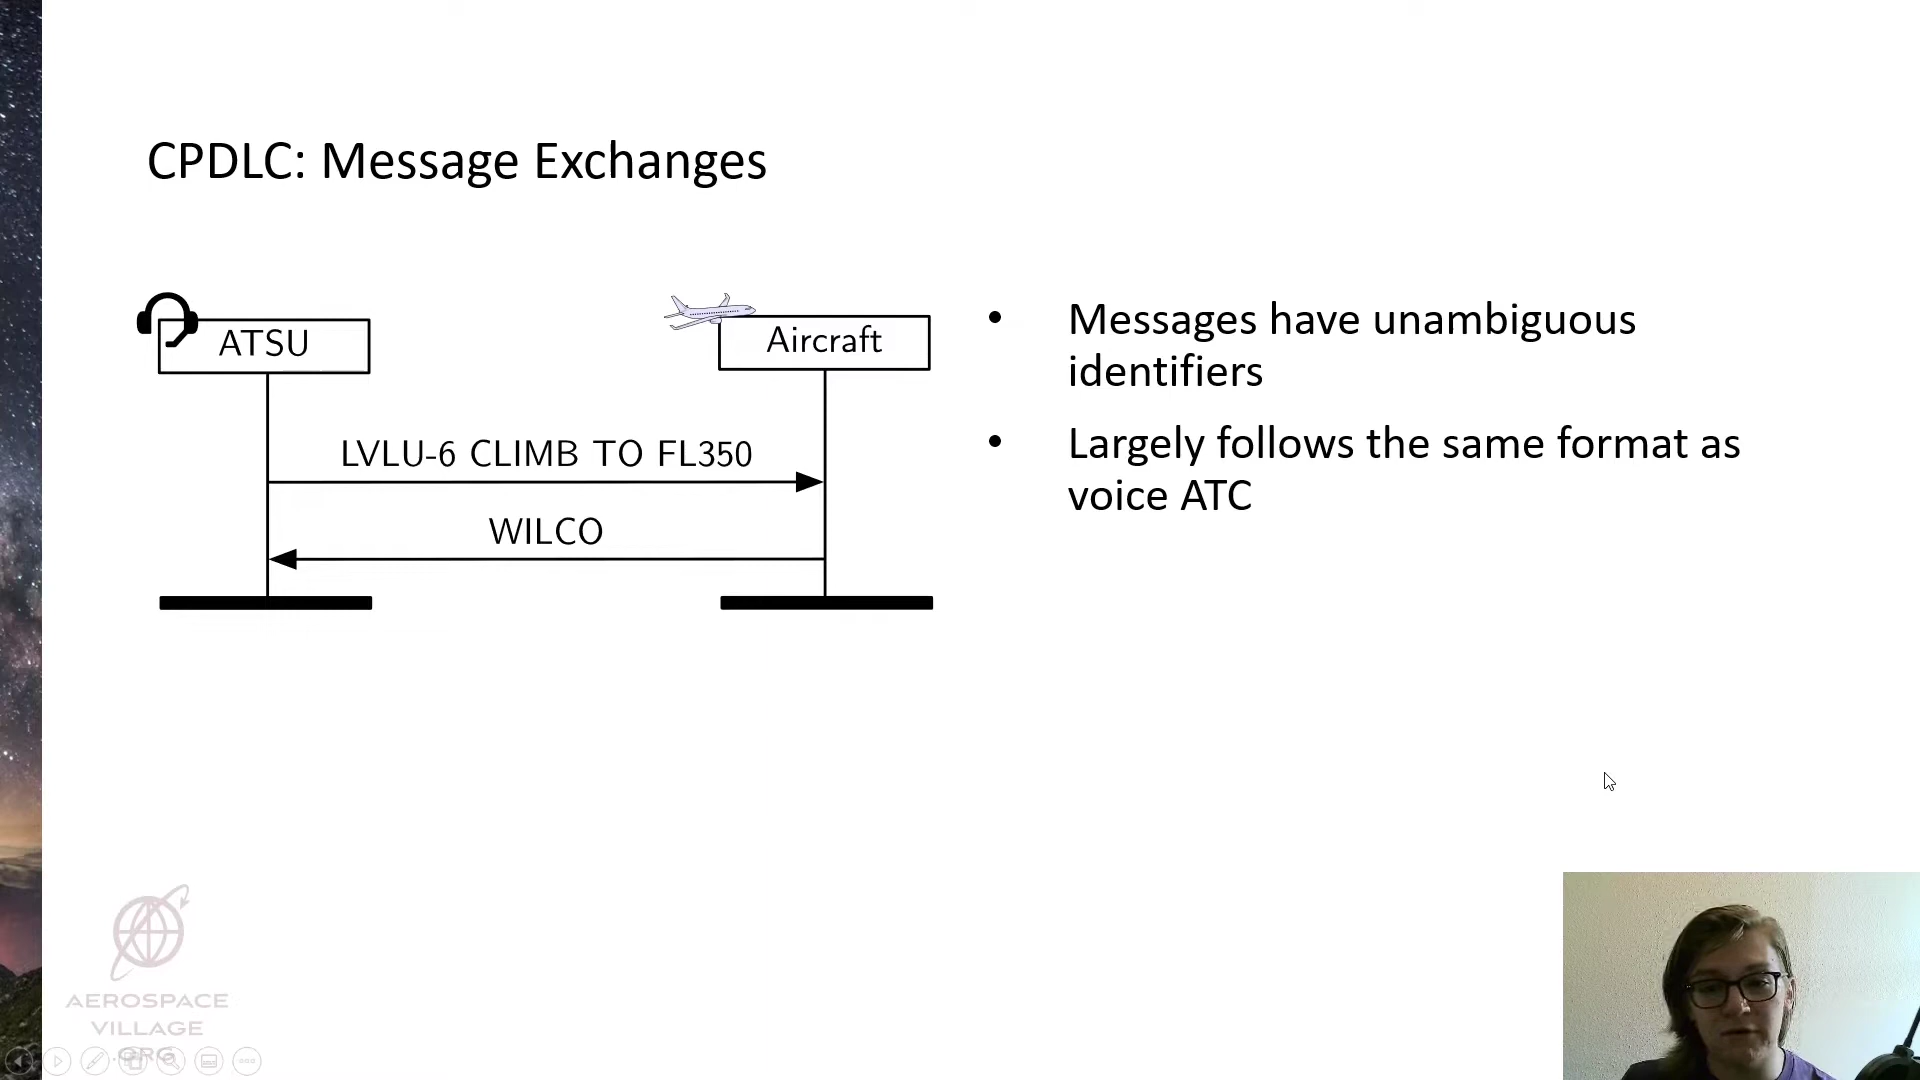 CPDLC: Message Exchanges
ATSU
Aircraft
LVLU-6 CLIMB TO FL350
WILCO
• Messages have unambiguous
identifiers
• Largely follows the same format as
voice ATC
AEROSPACE
VILLAGE
.ORG